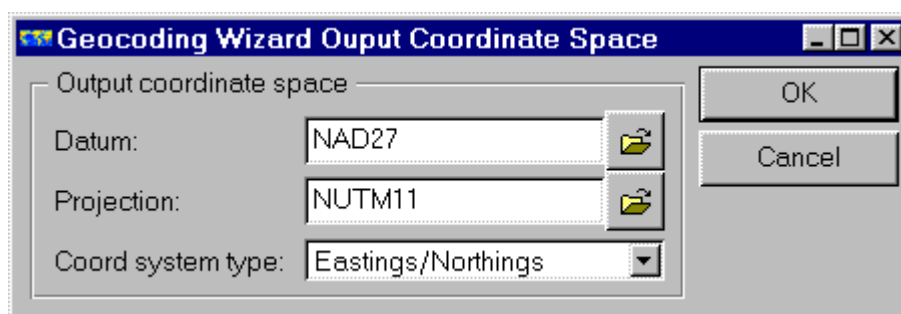 Geocoding Wizard Ouput Coordinate Space
Output coordinate space
Datum: NAD27
Projection: NUTM11
Coord system type: Eastings/Northings
OK
Cancel